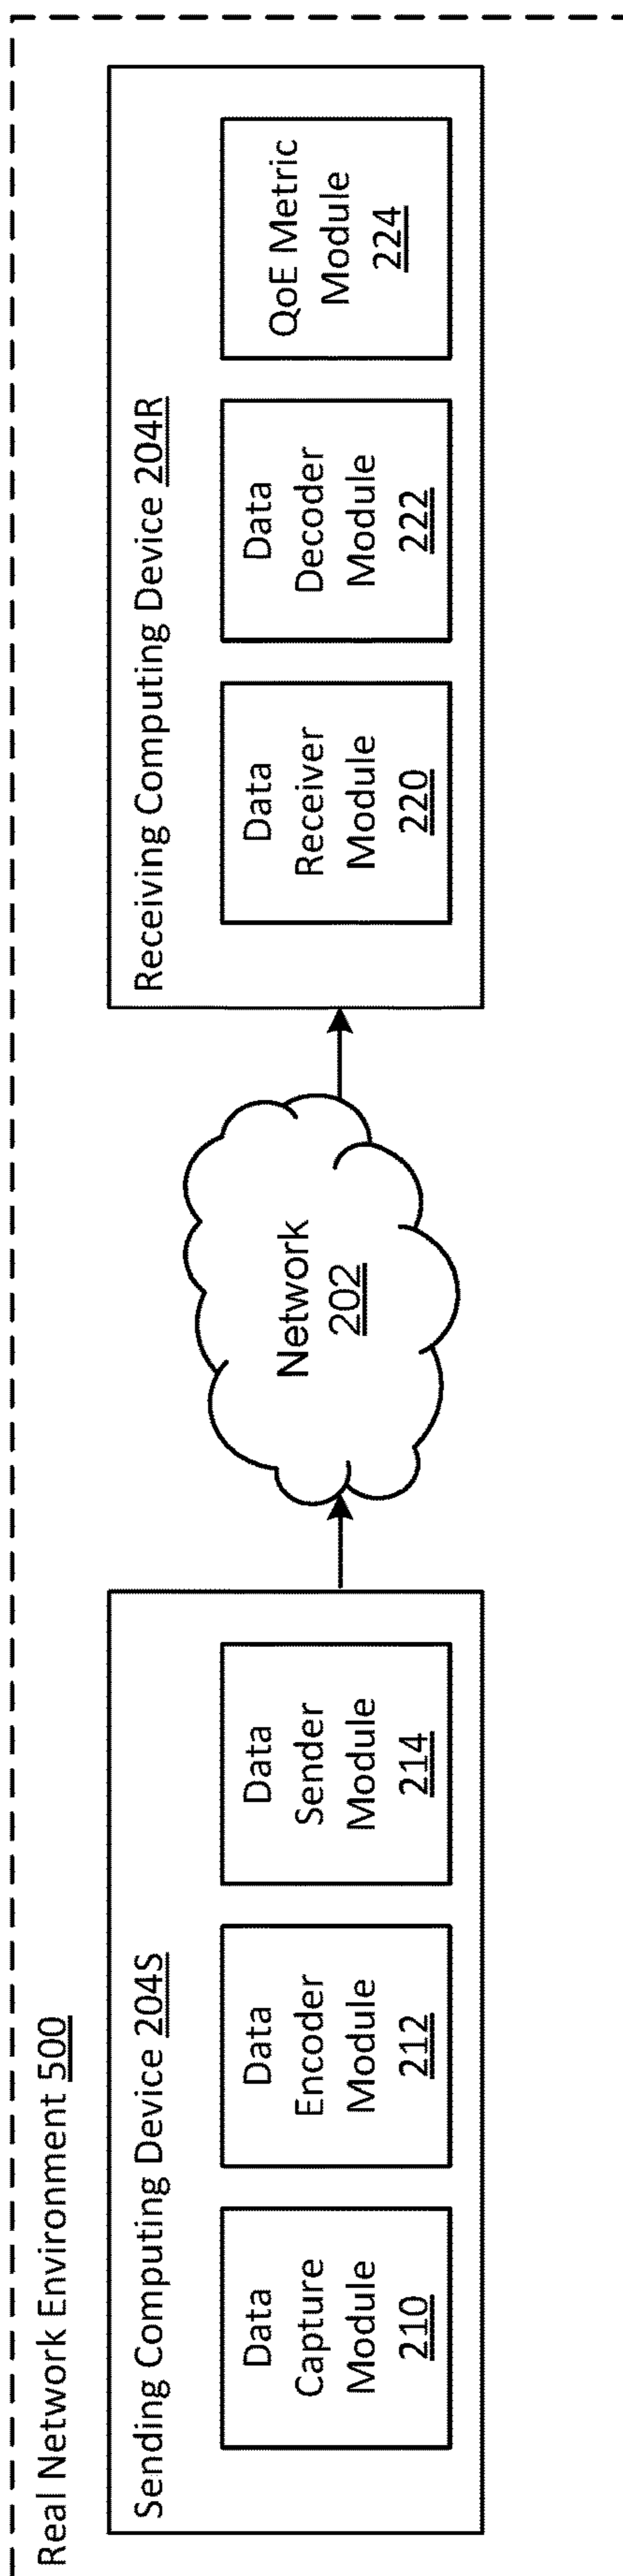 Real Network Environment 500
Sending Computing Device 204S
Data
Capture
Module
210
Data
Encoder
Module
212
Data
Sender
Module
214
Network
202
Receiving Computing Device 204R
Data
Receiver
Module
220
Data
Decoder
Module
222
QoE Metric
Module
224